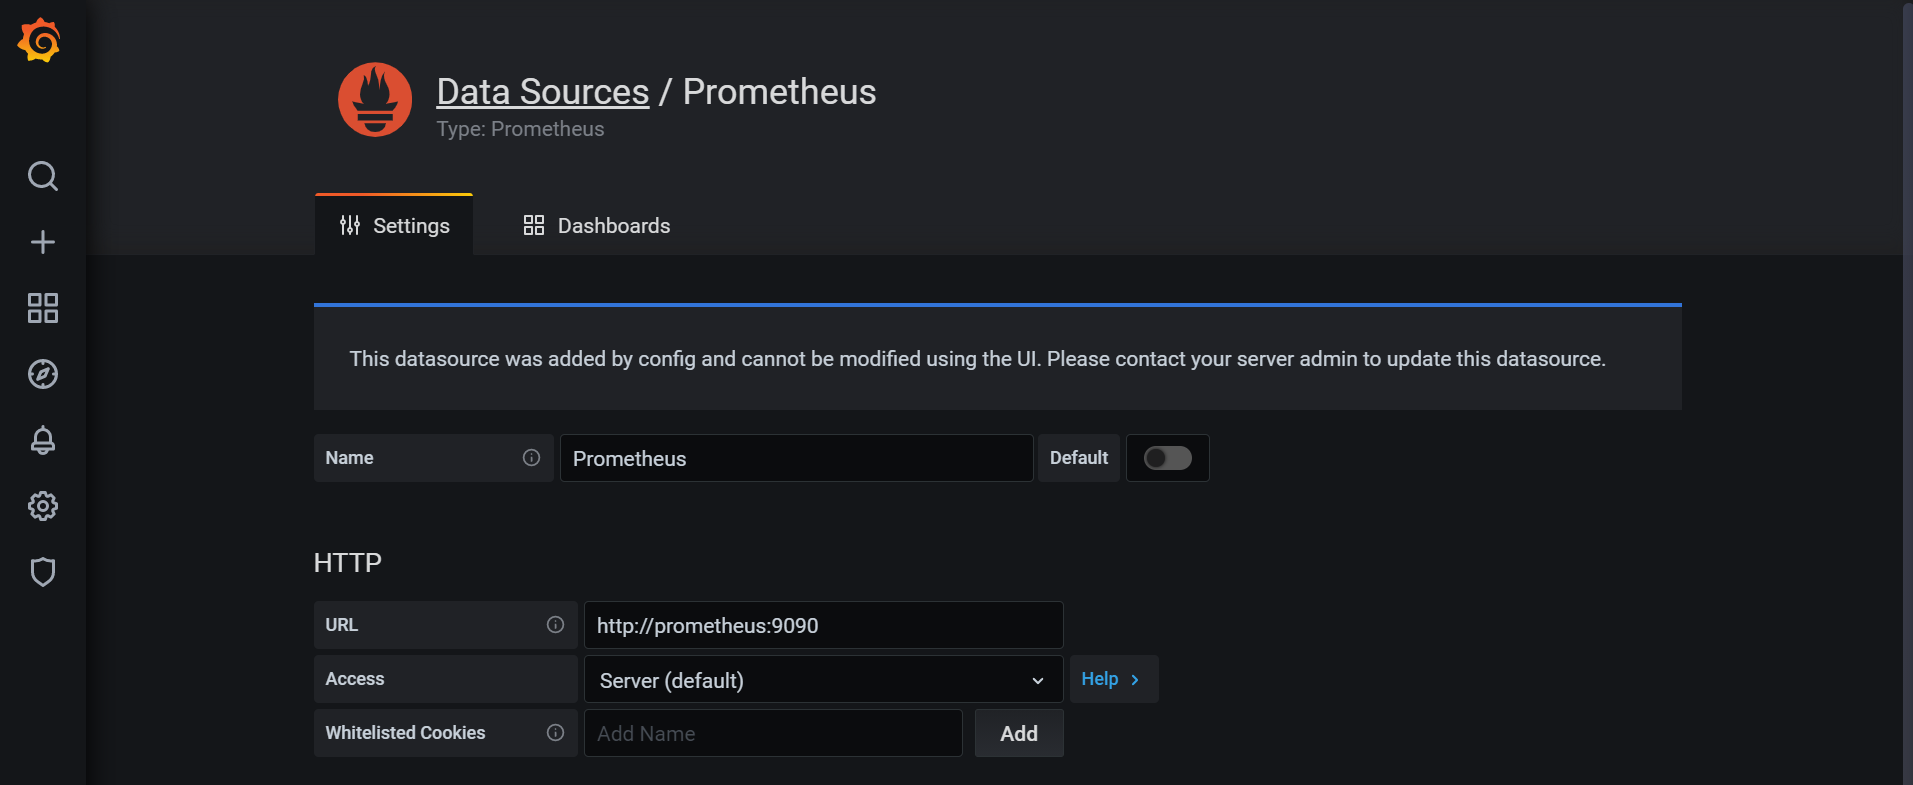 Data Sources / Prometheus
Type: Prometheus
Settings
Dashboards
This datasource was added by config and cannot be modified using the UI. Please contact your server admin to update this datasource.
Name Prometheus Default
HTTP
URL http://prometheus:9090
Access Server (default) Help
Whitelisted Cookies Add Name Add